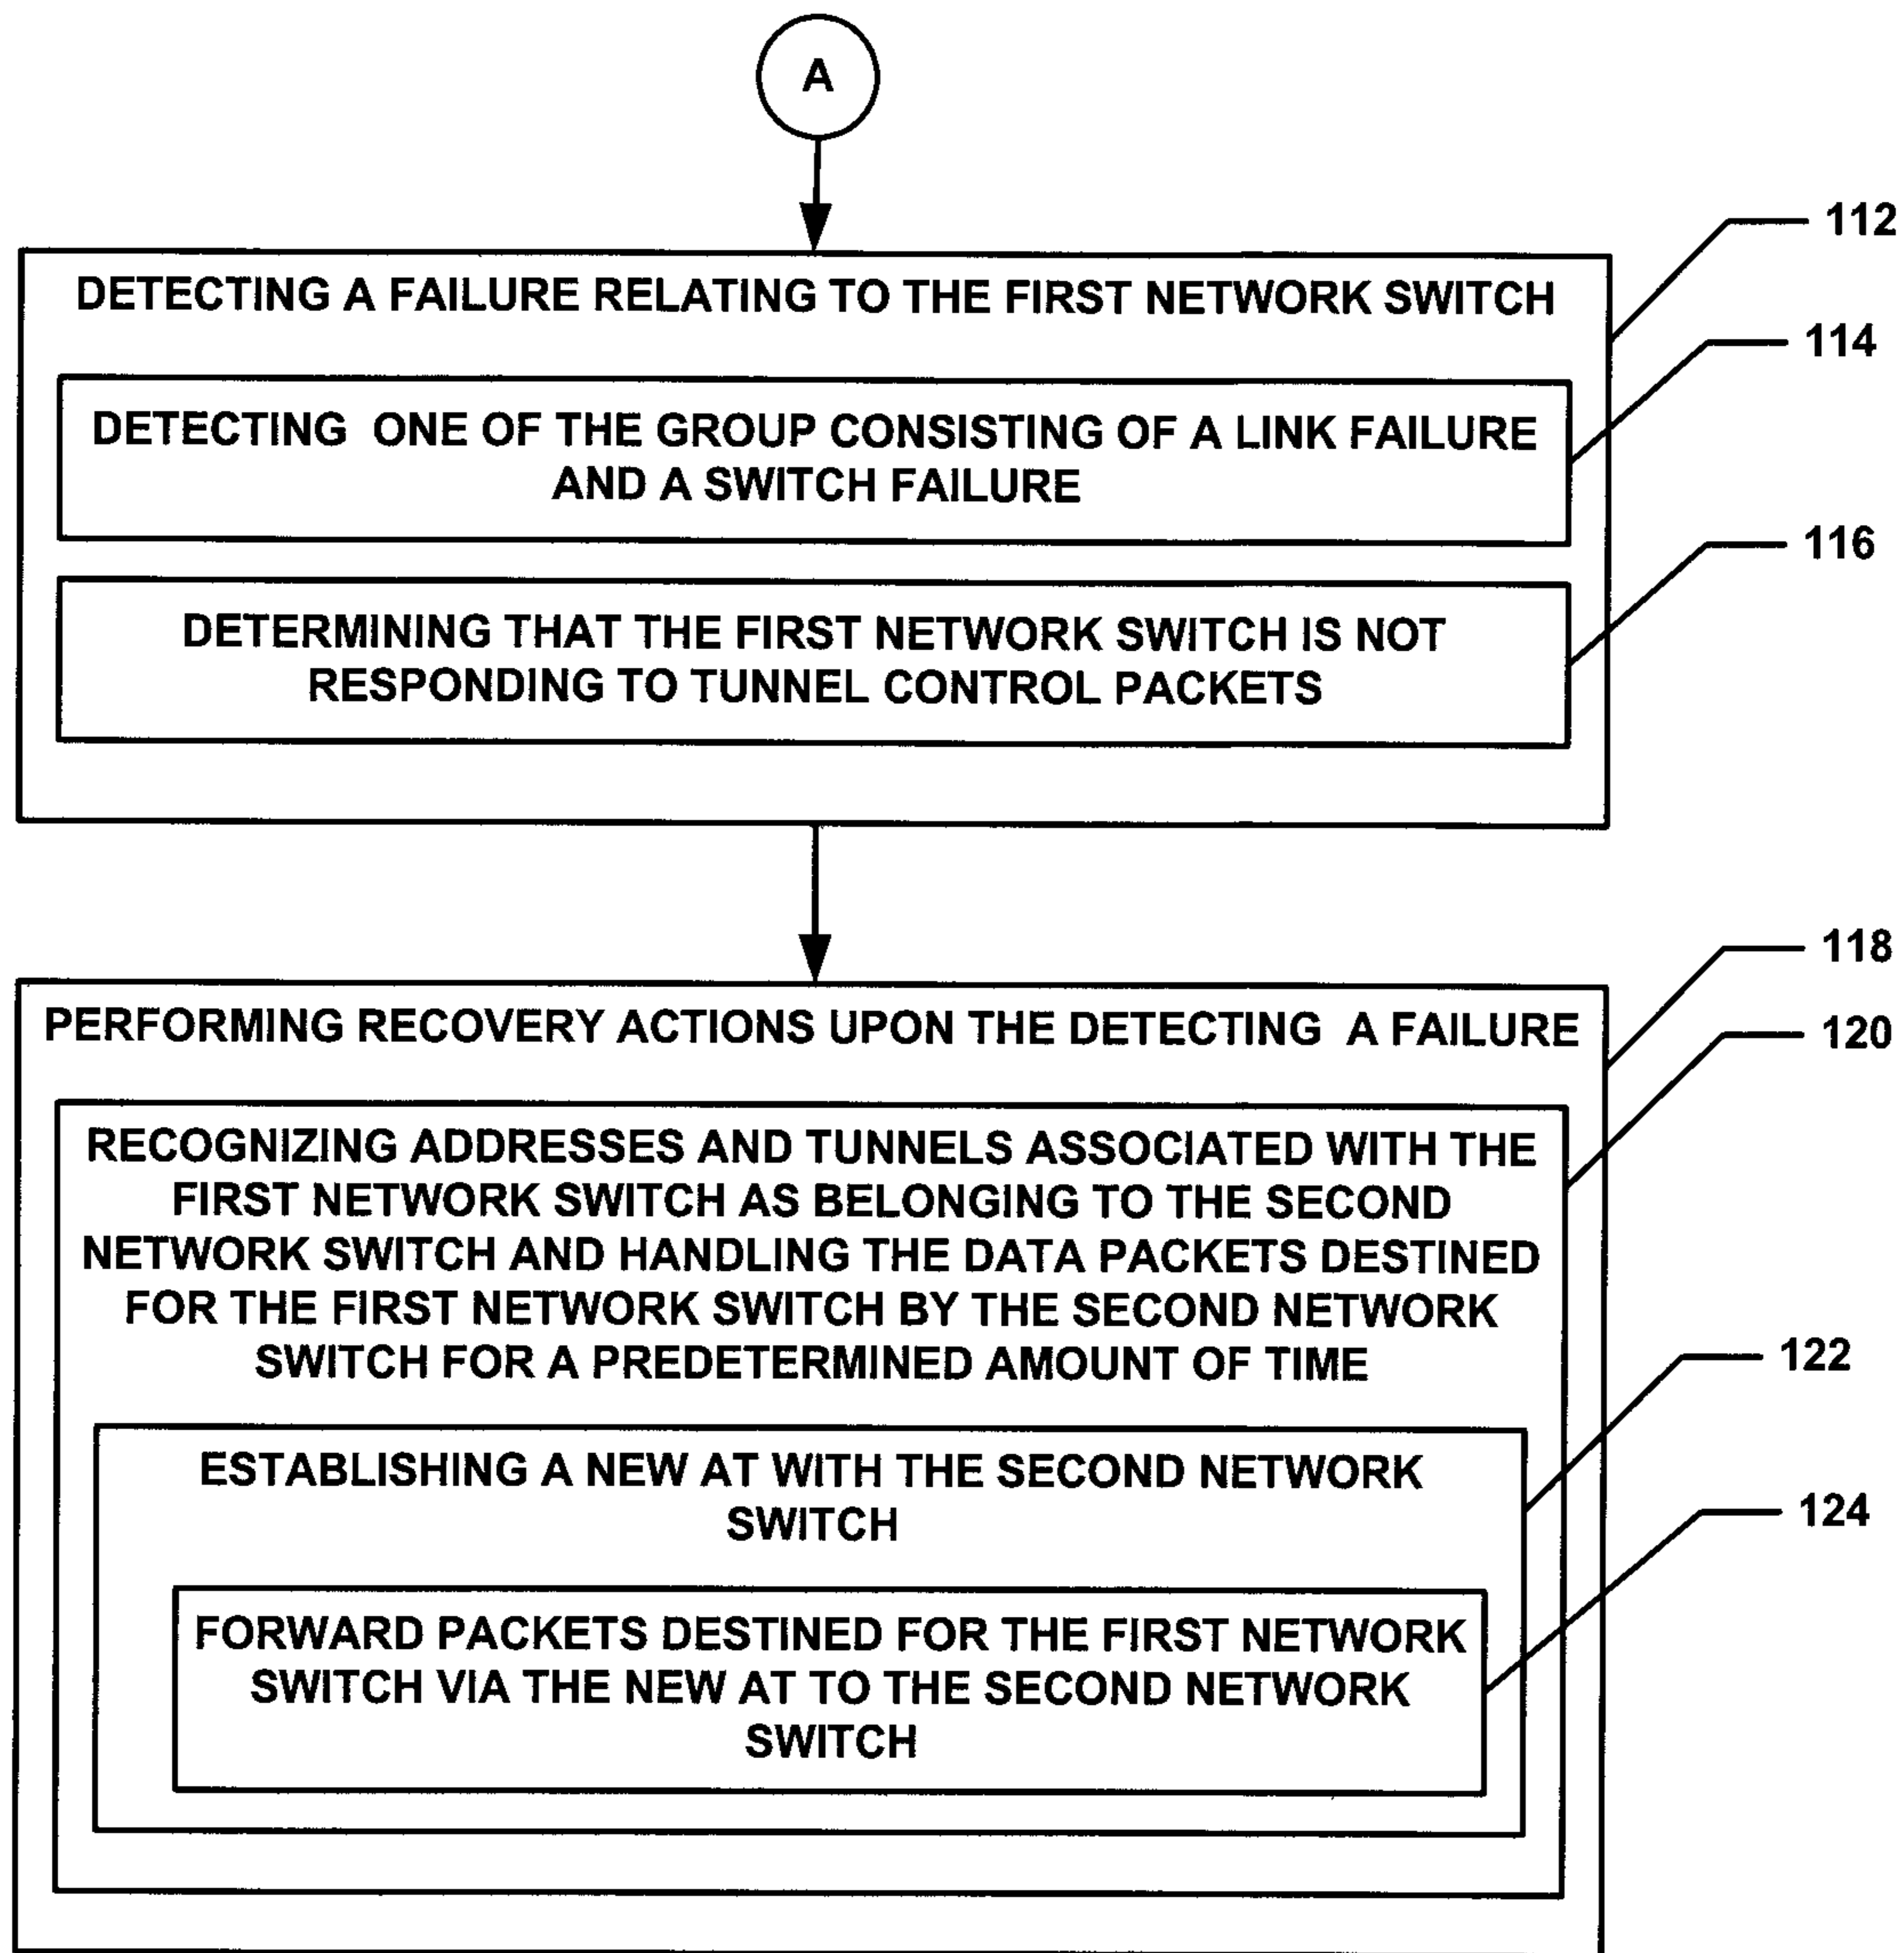 A
112
DETECTING A FAILURE RELATING TO THE FIRST NETWORK SWITCH
114
DETECTING ONE OF THE GROUP CONSISTING OF A LINK FAILURE
AND A SWITCH FAILURE
116
DETERMINING THAT THE FIRST NETWORK SWITCH IS NOT
RESPONDING TO TUNNEL CONTROL PACKETS
118
PERFORMING RECOVERY ACTIONS UPON THE DETECTING A FAILURE
120
RECOGNIZING ADDRESSES AND TUNNELS ASSOCIATED WITH THE
FIRST NETWORK SWITCH AS BELONGING TO THE SECOND
NETWORK SWITCH AND HANDLING THE DATA PACKETS DESTINED
FOR THE FIRST NETWORK SWITCH BY THE SECOND NETWORK
SWITCH FOR A PREDETERMINED AMOUNT OF TIME
122
ESTABLISHING A NEW AT WITH THE SECOND NETWORK
SWITCH
124
FORWARD PACKETS DESTINED FOR THE FIRST NETWORK
SWITCH VIA THE NEW AT TO THE SECOND NETWORK
SWITCH